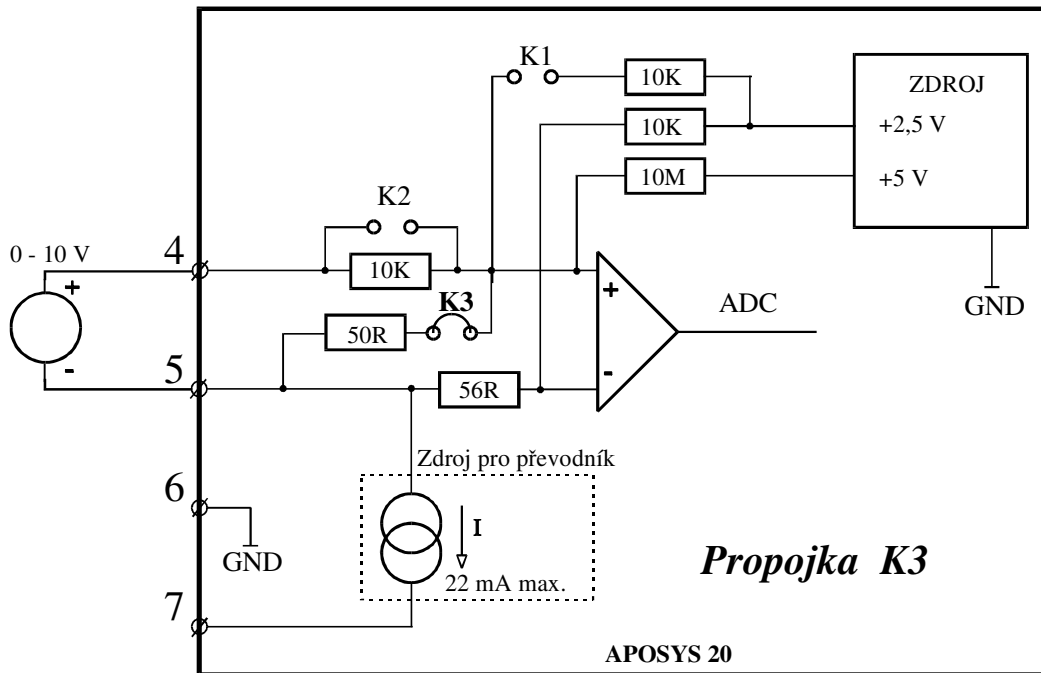 K1
10K
ZDROJ
10K
+2,5 V
10M
+5 V
K2
0 - 10 V
4
10K
+
+
K3
ADC
GND
50R
-
5
56R
-
Zdroj pro převodník
6
I
GND
22 mA max.
Propojka K3
7
APOSYS 20